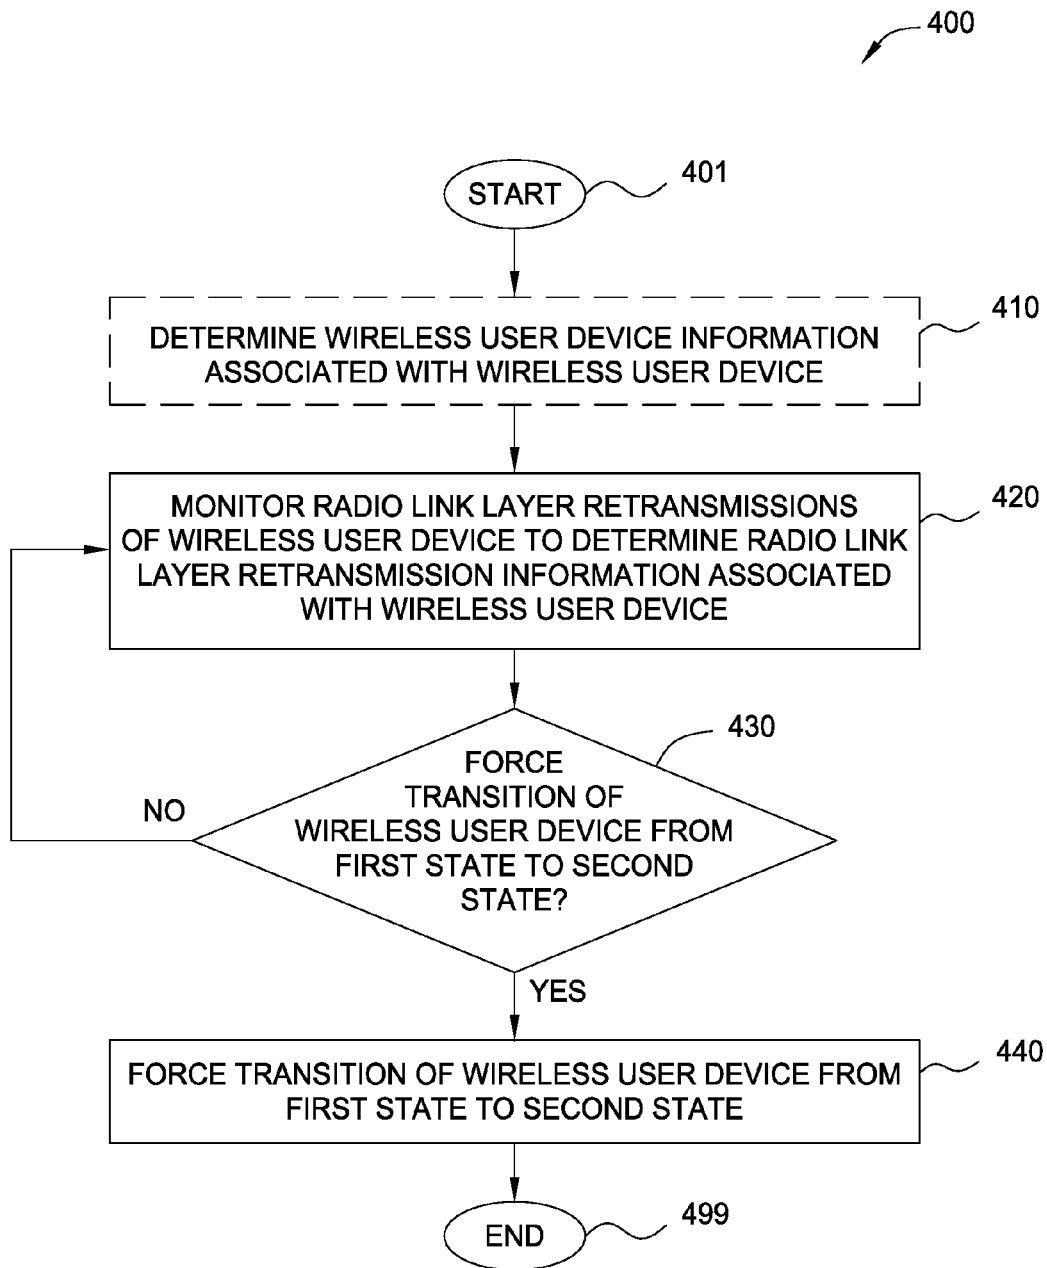 400
START
401
DETERMINE WIRELESS USER DEVICE INFORMATION
ASSOCIATED WITH WIRELESS USER DEVICE
410
MONITOR RADIO LINK LAYER RETRANSMISSIONS
OF WIRELESS USER DEVICE TO DETERMINE RADIO LINK
LAYER RETRANSMISSION INFORMATION ASSOCIATED
WITH WIRELESS USER DEVICE
420
430
FORCE
TRANSITION OF
WIRELESS USER DEVICE FROM
FIRST STATE TO SECOND
STATE?
NO
YES
FORCE TRANSITION OF WIRELESS USER DEVICE FROM
FIRST STATE TO SECOND STATE
440
END
499